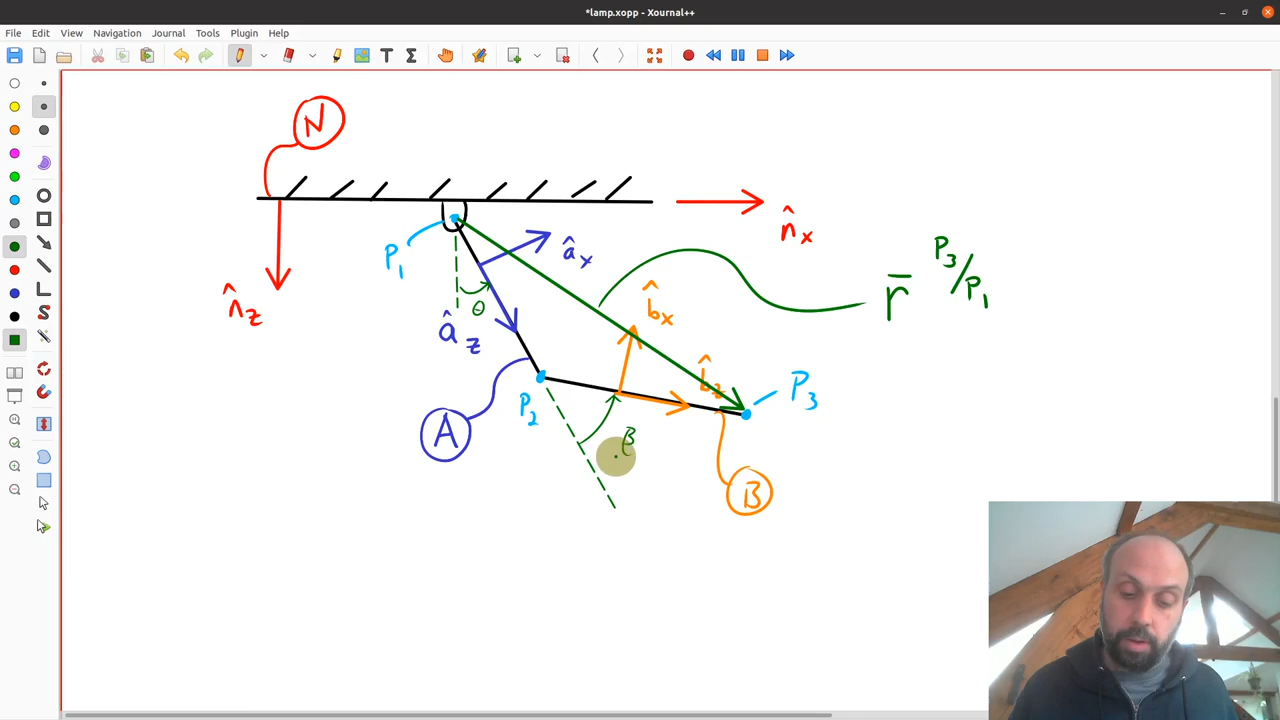 *lamp.xopp - Xournal++
File Edit View Navigation Journal Tools Plugin Help
N
n̂x
P1
âx
P3/P1
r̄
n̂z
θ
âz
b̂x
b̂z
P3
P2
A
β
B